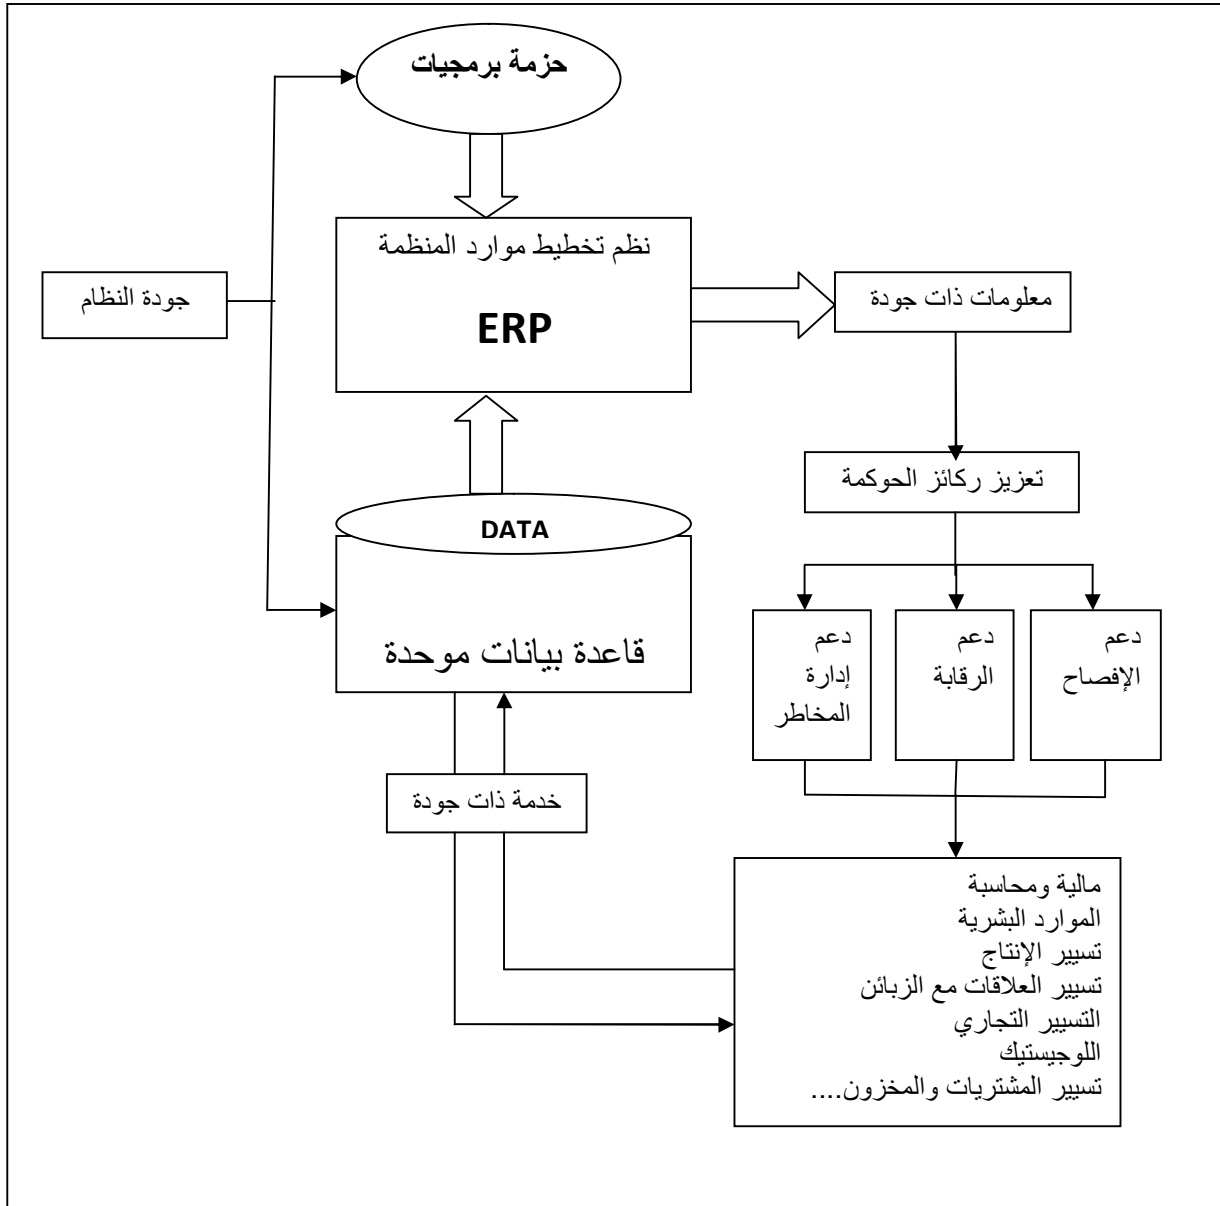 حزمة برمجيات
نظم تخطيط موارد المنظمة
ERP
جودة النظام
معلومات ذات جودة
تعزيز ركائز الحوكمة
DATA
قاعدة بيانات موحدة
دعم
الإفصاح
دعم
الرقابة
دعم
إدارة
المخاطر
خدمة ذات جودة
مالية ومحاسبة
الموارد البشرية
تسيير الإنتاج
تسيير العلاقات مع الزبائن
التسيير التجاري
اللوجيستيك
تسيير المشتريات والمخزون....